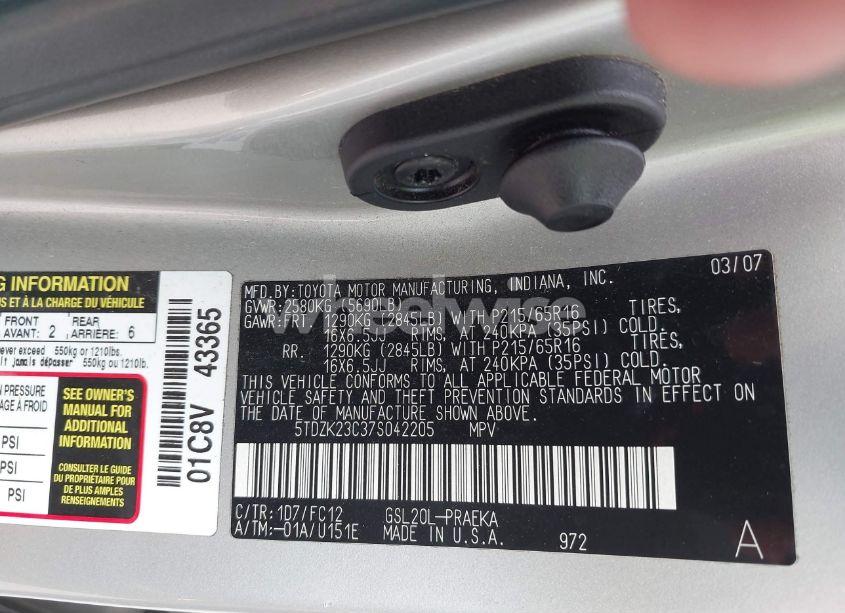 MFD.BY: TOYOTA MOTOR MANUFACTURING, INDIANA, INC. 03/07
GVWR: 2580KG (5690LB)
GAWR: FR. 1290KG (2845LB) WITH P215/65R16 TIRES,
16X6.5JJ RIMS, AT 240KPA (35PSI) COLD.
RR. 1290KG (2845LB) WITH P215/65R16 TIRES,
16X6.5JJ RIMS, AT 240KPA (35PSI) COLD.
THIS VEHICLE CONFORMS TO ALL APPLICABLE FEDERAL MOTOR
VEHICLE SAFETY AND THEFT PREVENTION STANDARDS IN EFFECT ON
THE DATE OF MANUFACTURE SHOWN ABOVE.
5TDZK23C37S042205 MPV
C/TR: 1D7/FC12 GSL20L-PRAEKA
A/TM: -01A/U151E MADE IN U.S.A. 972 A
G INFORMATION
S ET À LA CHARGE DU VÉHICULE
FRONT 2 REAR 6
AVANT: ARRIÈRE:
ever exceed 550kg or 1210lbs.
it jamais dépasser 550kg ou 1210lb.
N PRESSURE
AGE À FROID
PSI
PSI
PSI
SEE OWNER'S
MANUAL FOR
ADDITIONAL
INFORMATION
CONSULTER LE GUIDE
DU PROPRIÉTAIRE
DE PLUS AMPLES
RENSEIGNEMENTS
01C8V 43365
wheelwise